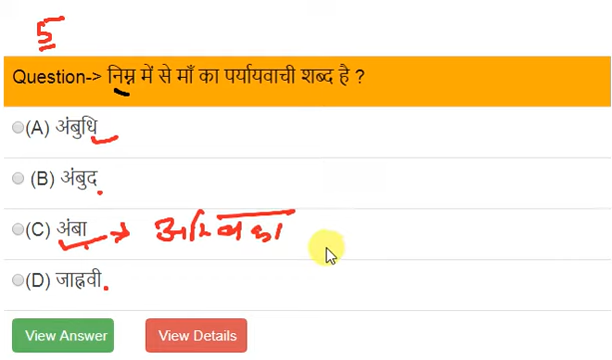 5
Question-> निम्न में से माँ का पर्यायवाची शब्द है ?
(A) अंबुधि
(B) अंबुद
(C) अंबा → अम्बिका
(D) जाह्नवी
View Answer View Details